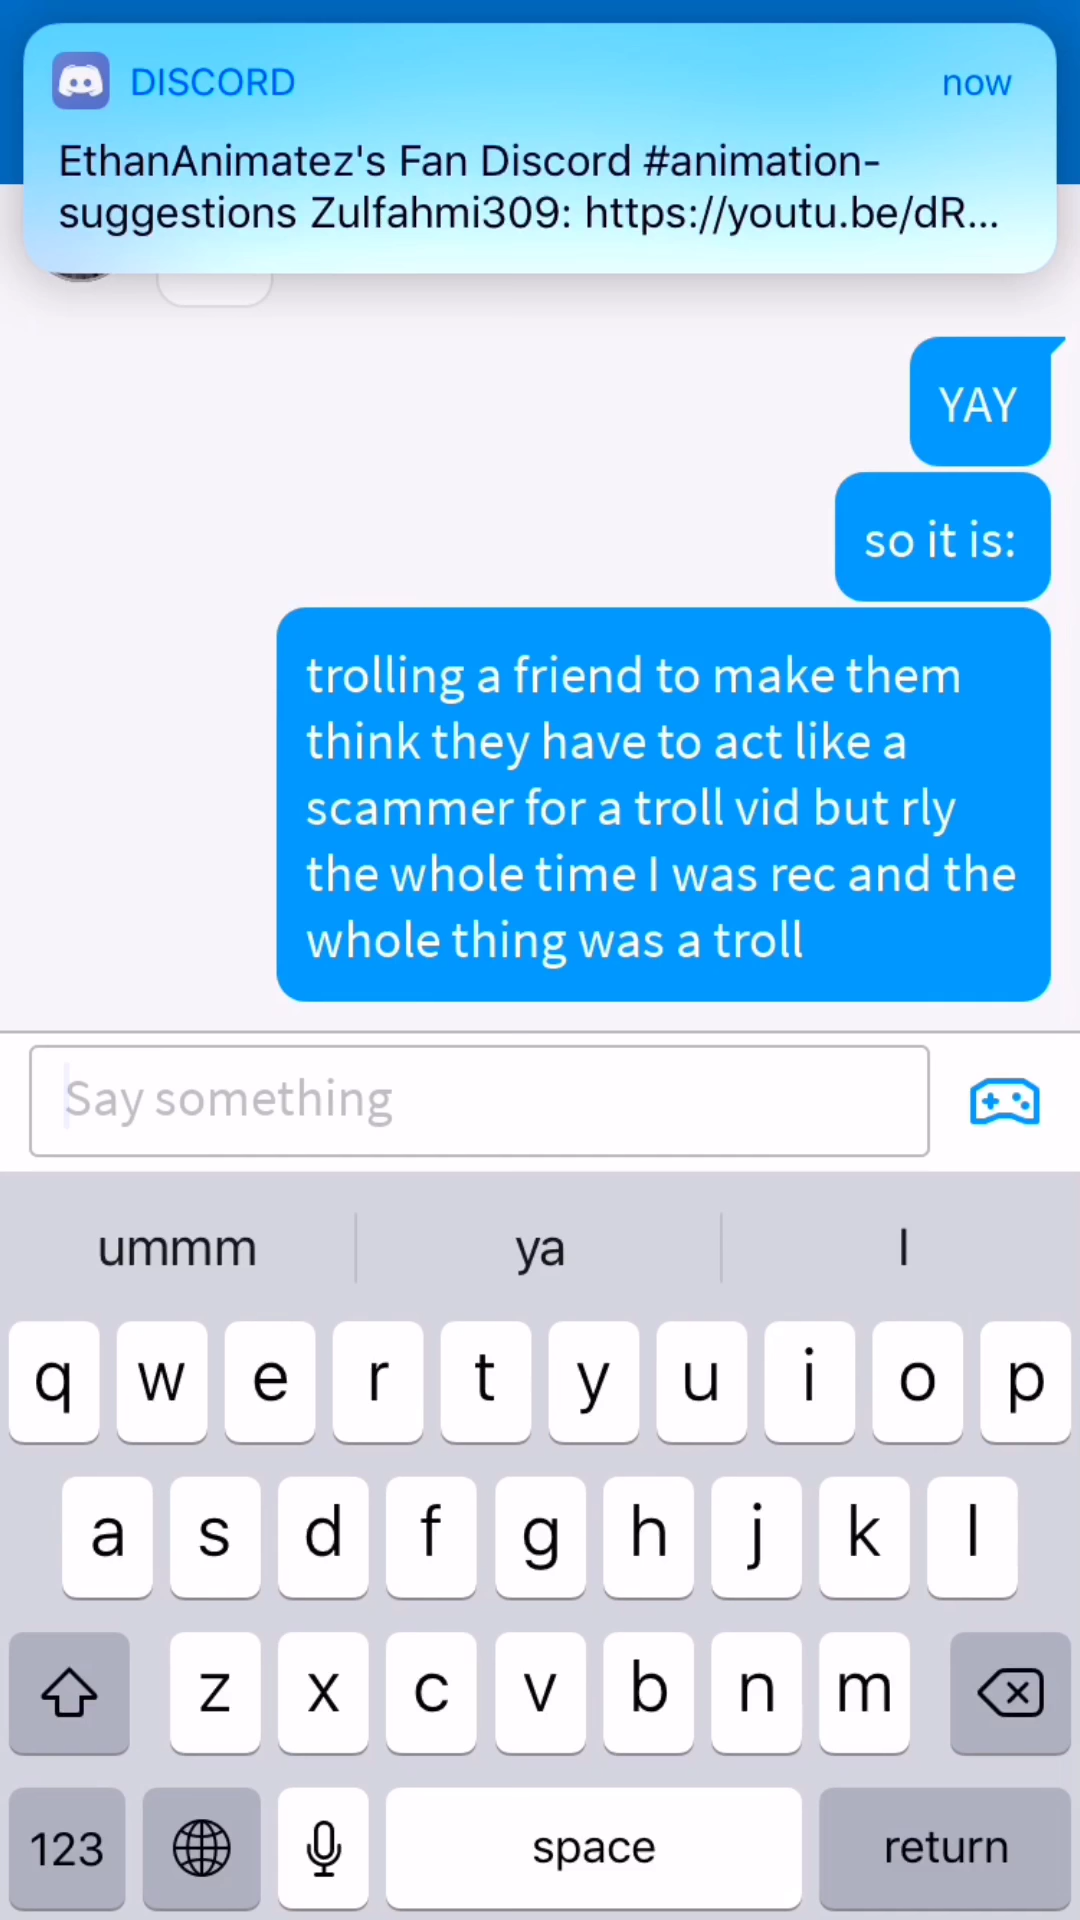 DISCORD now
EthanAnimatez's Fan Discord #animation-
suggestions Zulfahmi309: https://youtu.be/dR...
YAY
so it is:
trolling a friend to make them
think they have to act like a
scammer for a troll vid but rly
the whole time I was rec and the
whole thing was a troll
Say something
ummm ya I
q w e r t y u i o p
a s d f g h j k l
z x c v b n m
123 space return